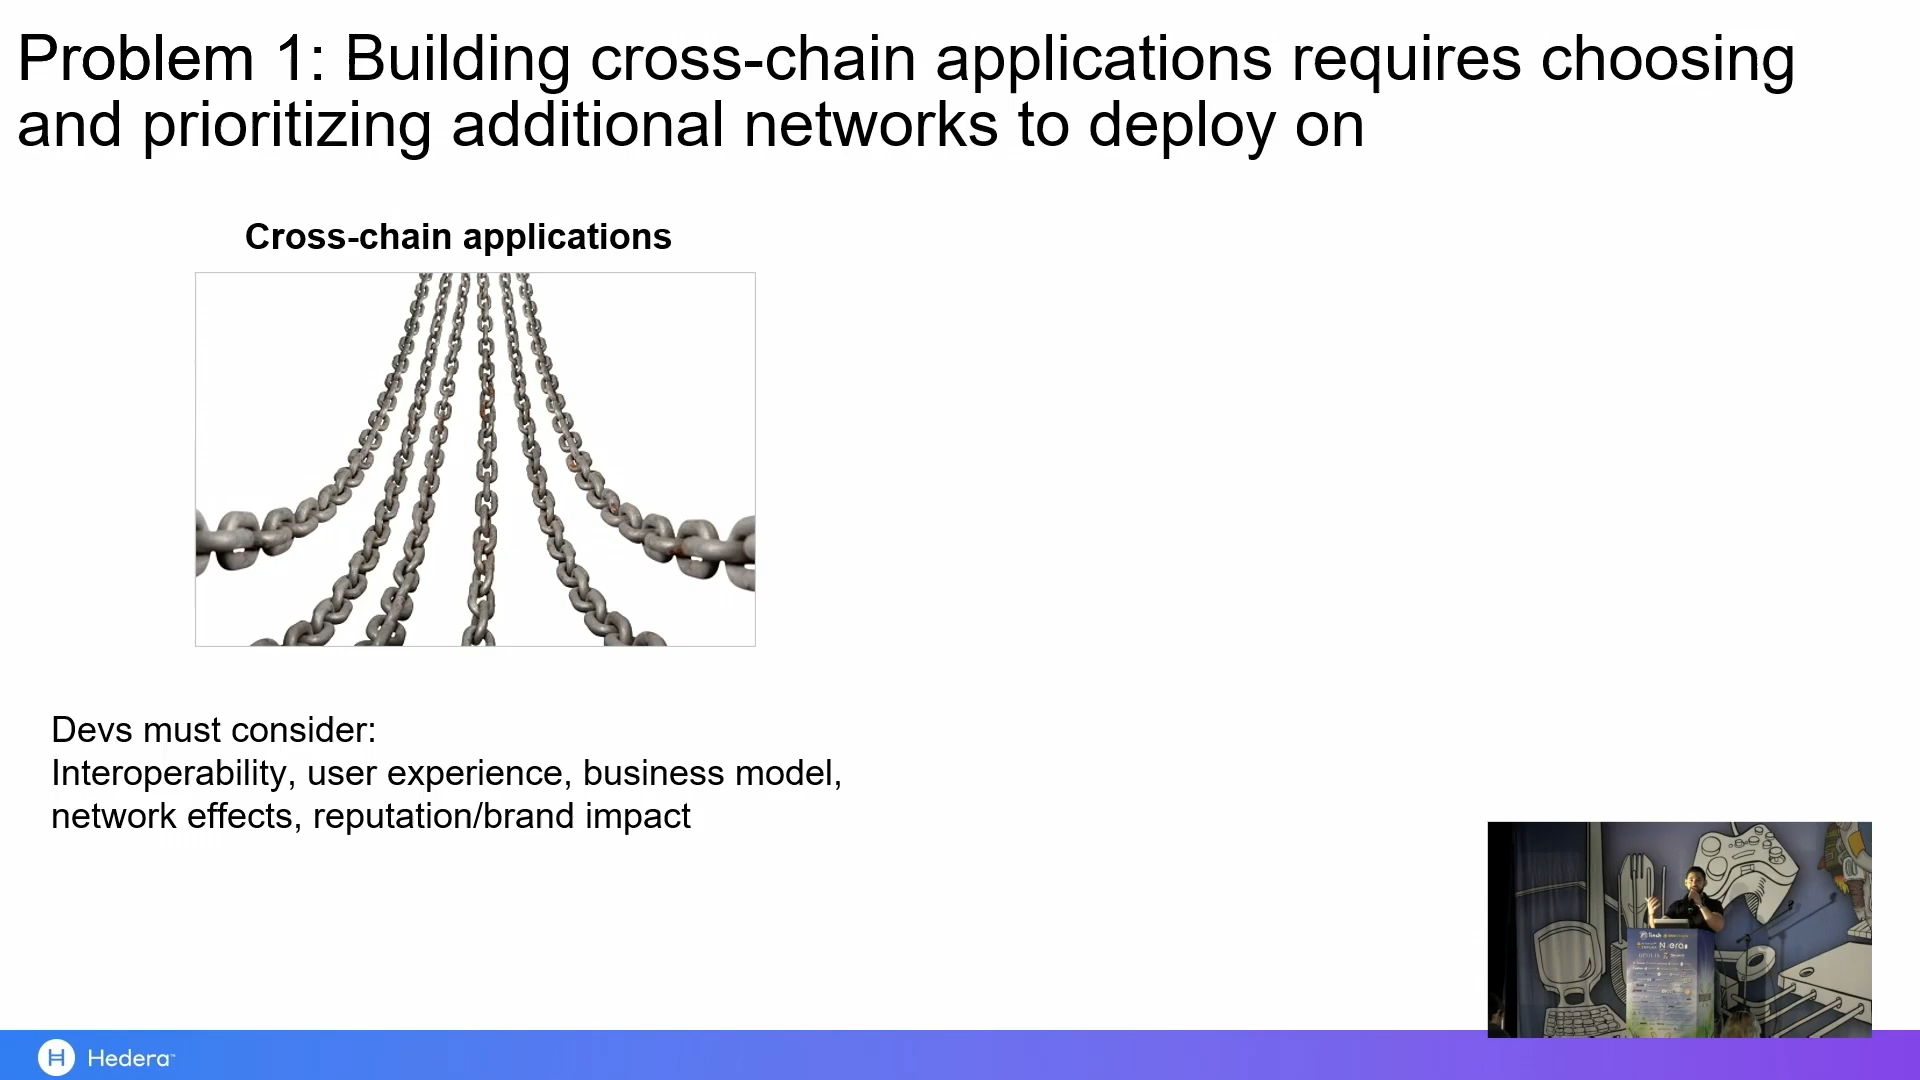 Problem 1: Building cross-chain applications requires choosing
and prioritizing additional networks to deploy on
Cross-chain applications
Devs must consider:
Interoperability, user experience, business model,
network effects, reputation/brand impact
Hedera™